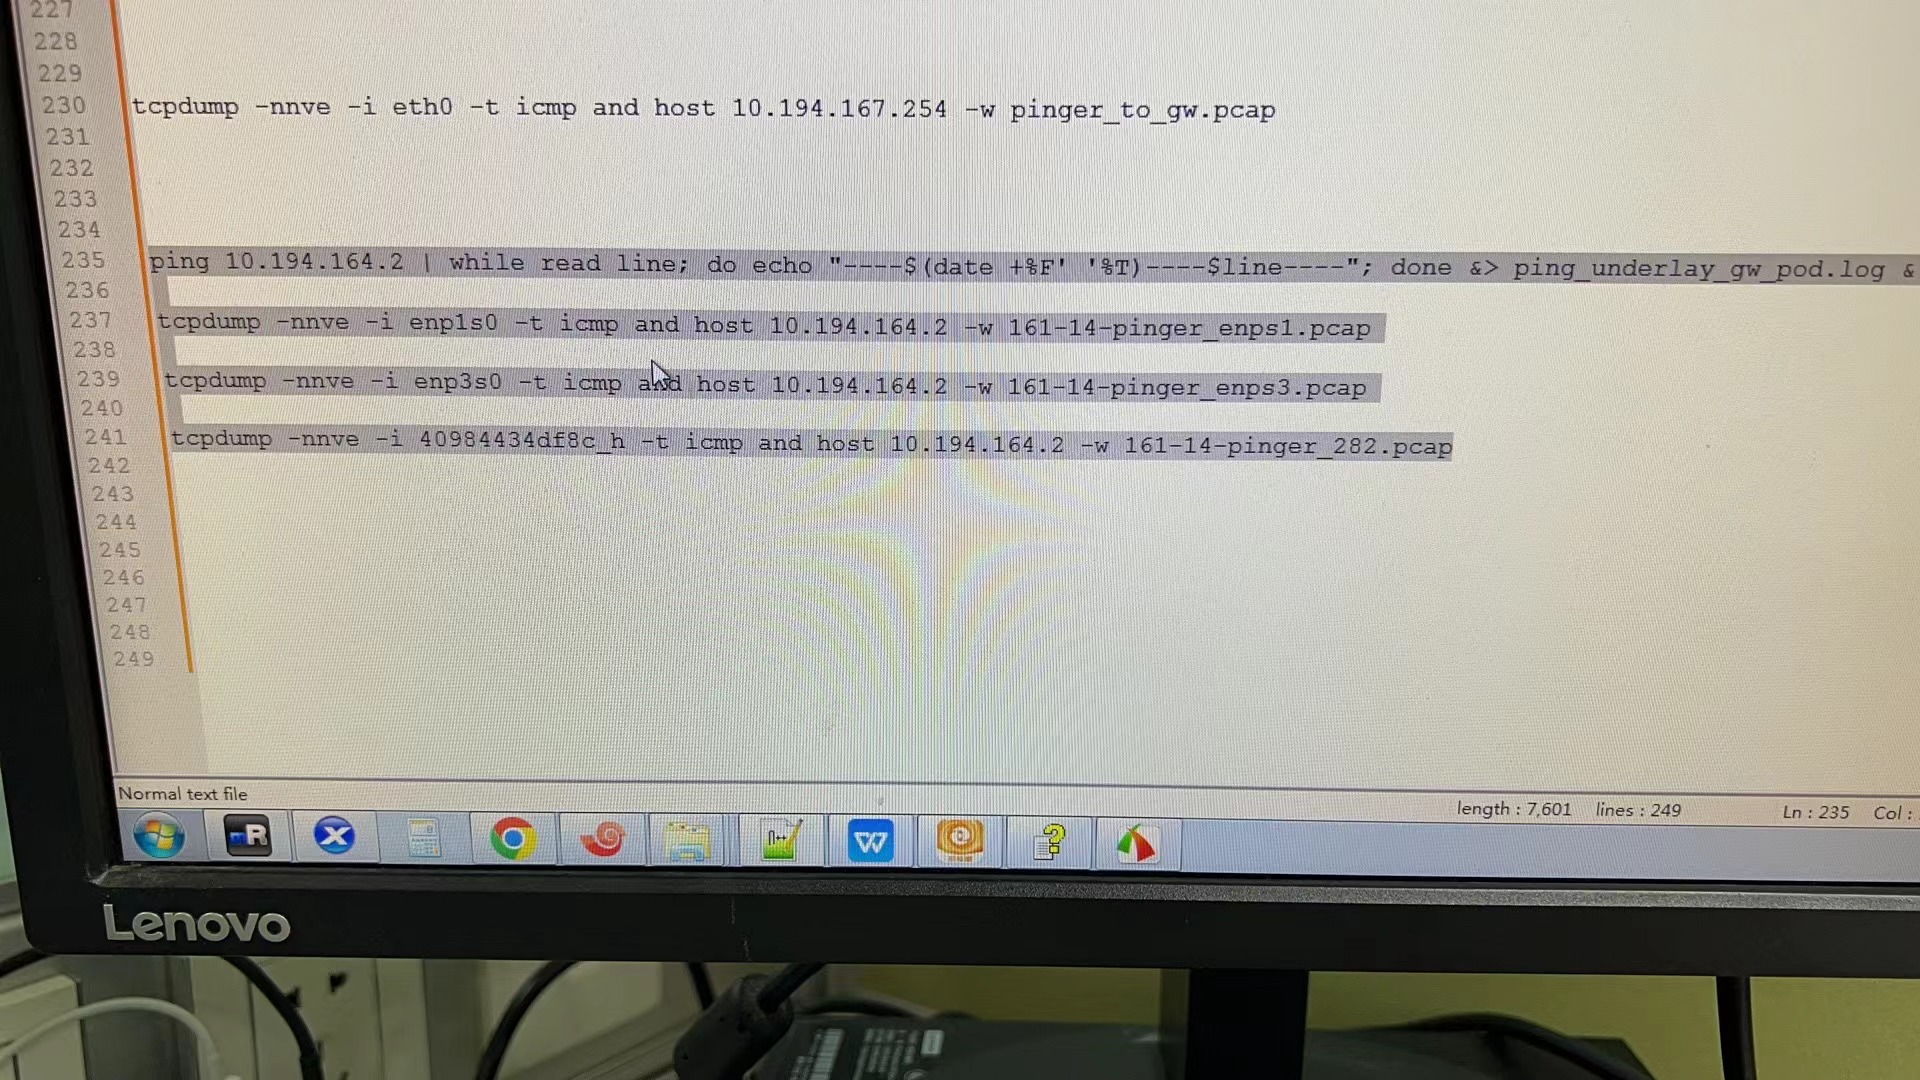 227
228
229
230 tcpdump -nnve -i eth0 -t icmp and host 10.194.167.254 -w pinger_to_gw.pcap
231
232
233
234
235 ping 10.194.164.2 | while read line; do echo "----$(date +%F' '%T)----$line----"; done &> ping_underlay_gw_pod.log &
236
237 tcpdump -nnve -i enp1s0 -t icmp and host 10.194.164.2 -w 161-14-pinger_enps1.pcap
238
239 tcpdump -nnve -i enp3s0 -t icmp and host 10.194.164.2 -w 161-14-pinger_enps3.pcap
240
241 tcpdump -nnve -i 40984434df8c_h -t icmp and host 10.194.164.2 -w 161-14-pinger_282.pcap
242
243
244
245
246
247
248
249
Normal text file length : 7,601 lines : 249 Ln : 235 Col :
Lenovo